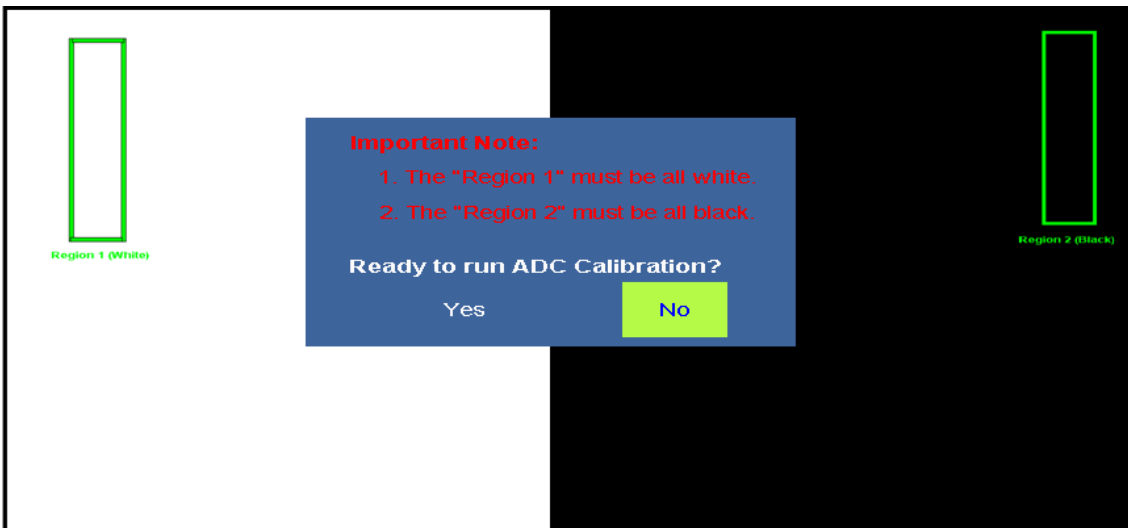 Important Note:
1. The "Region 1" must be all white.
2. The "Region 2" must be all black.
Region 1 (White)
Region 2 (Black)
Ready to run ADC Calibration?
Yes No